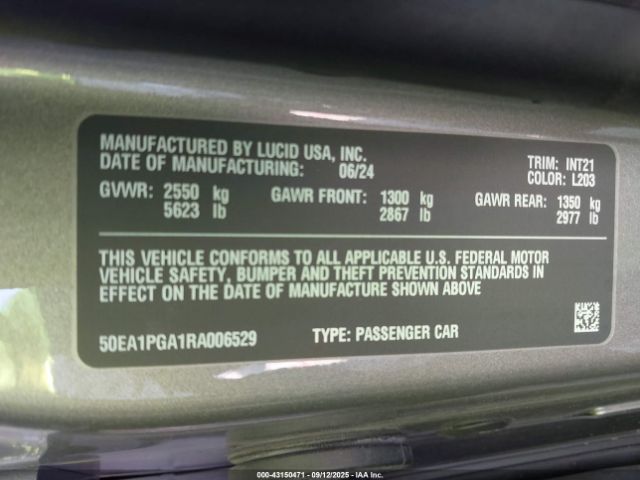 MANUFACTURED BY LUCID USA, INC.
DATE OF MANUFACTURING: 06/24
TRIM: INT21
COLOR: L203
GVWR: 2550 kg GAWR FRONT: 1300 kg GAWR REAR: 1350 kg
5623 lb 2867 lb 2977 lb
THIS VEHICLE CONFORMS TO ALL APPLICABLE U.S. FEDERAL MOTOR
VEHICLE SAFETY, BUMPER AND THEFT PREVENTION STANDARDS IN
EFFECT ON THE DATE OF MANUFACTURE SHOWN ABOVE
50EA1PGA1RA006529 TYPE: PASSENGER CAR
000-43150471 - 09/12/2025 - IAA Inc.